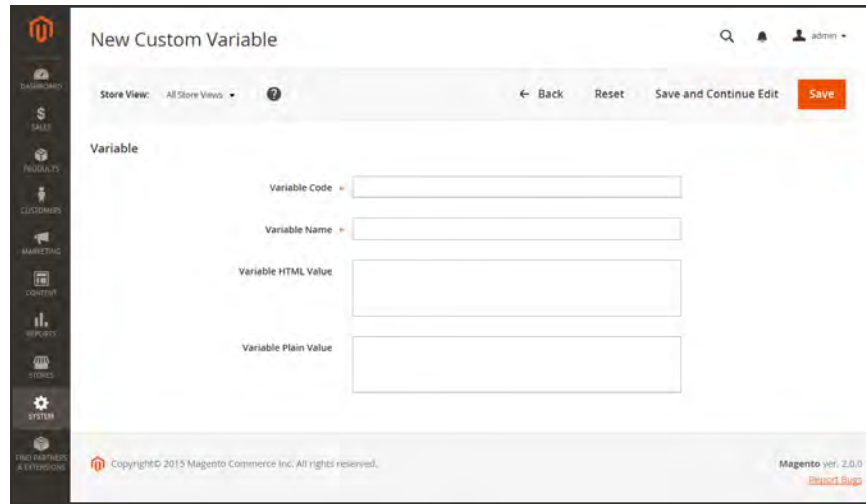 New Custom Variable
admin
DASHBOARD
Store View: All Store Views
← Back Reset Save and Continue Edit Save
SALES
Variable
PRODUCTS
Variable Code *
CUSTOMERS
Variable Name *
MARKETING
Variable HTML Value
CONTENT
REPORTS
Variable Plain Value
STORES
SYSTEM
FIND PARTNERS
& EXTENSIONS
Copyright© 2015 Magento Commerce Inc. All rights reserved.
Magento ver. 2.0.0
Report Bugs